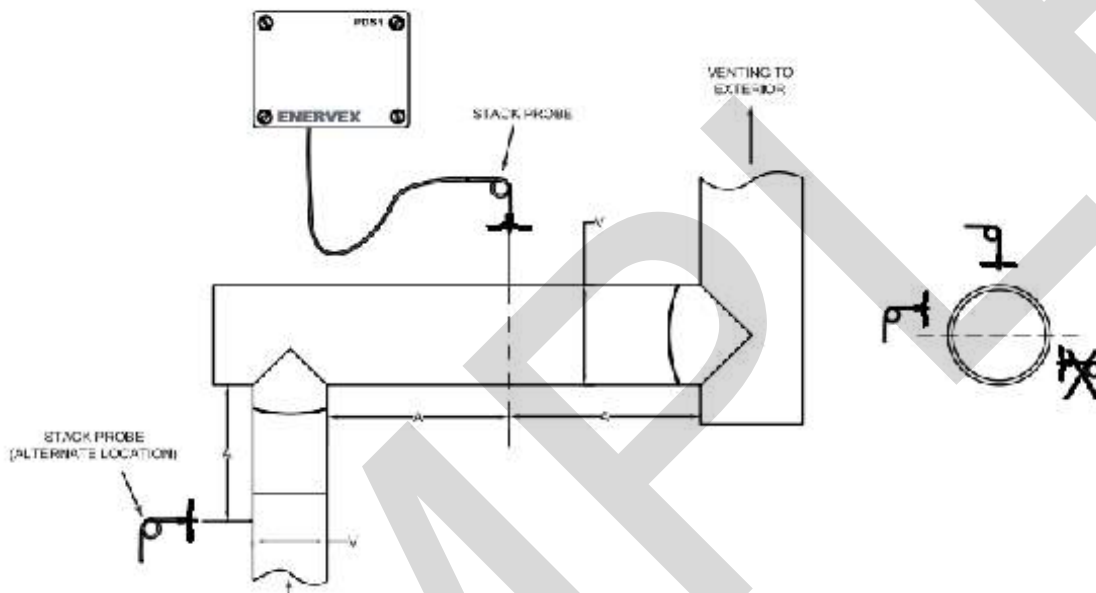 PDS1
ENERVEX
VENTING TO
EXTERIOR
STACK PROBE
V
A
A
STACK PROBE
(ALTERNATE LOCATION)
A
V